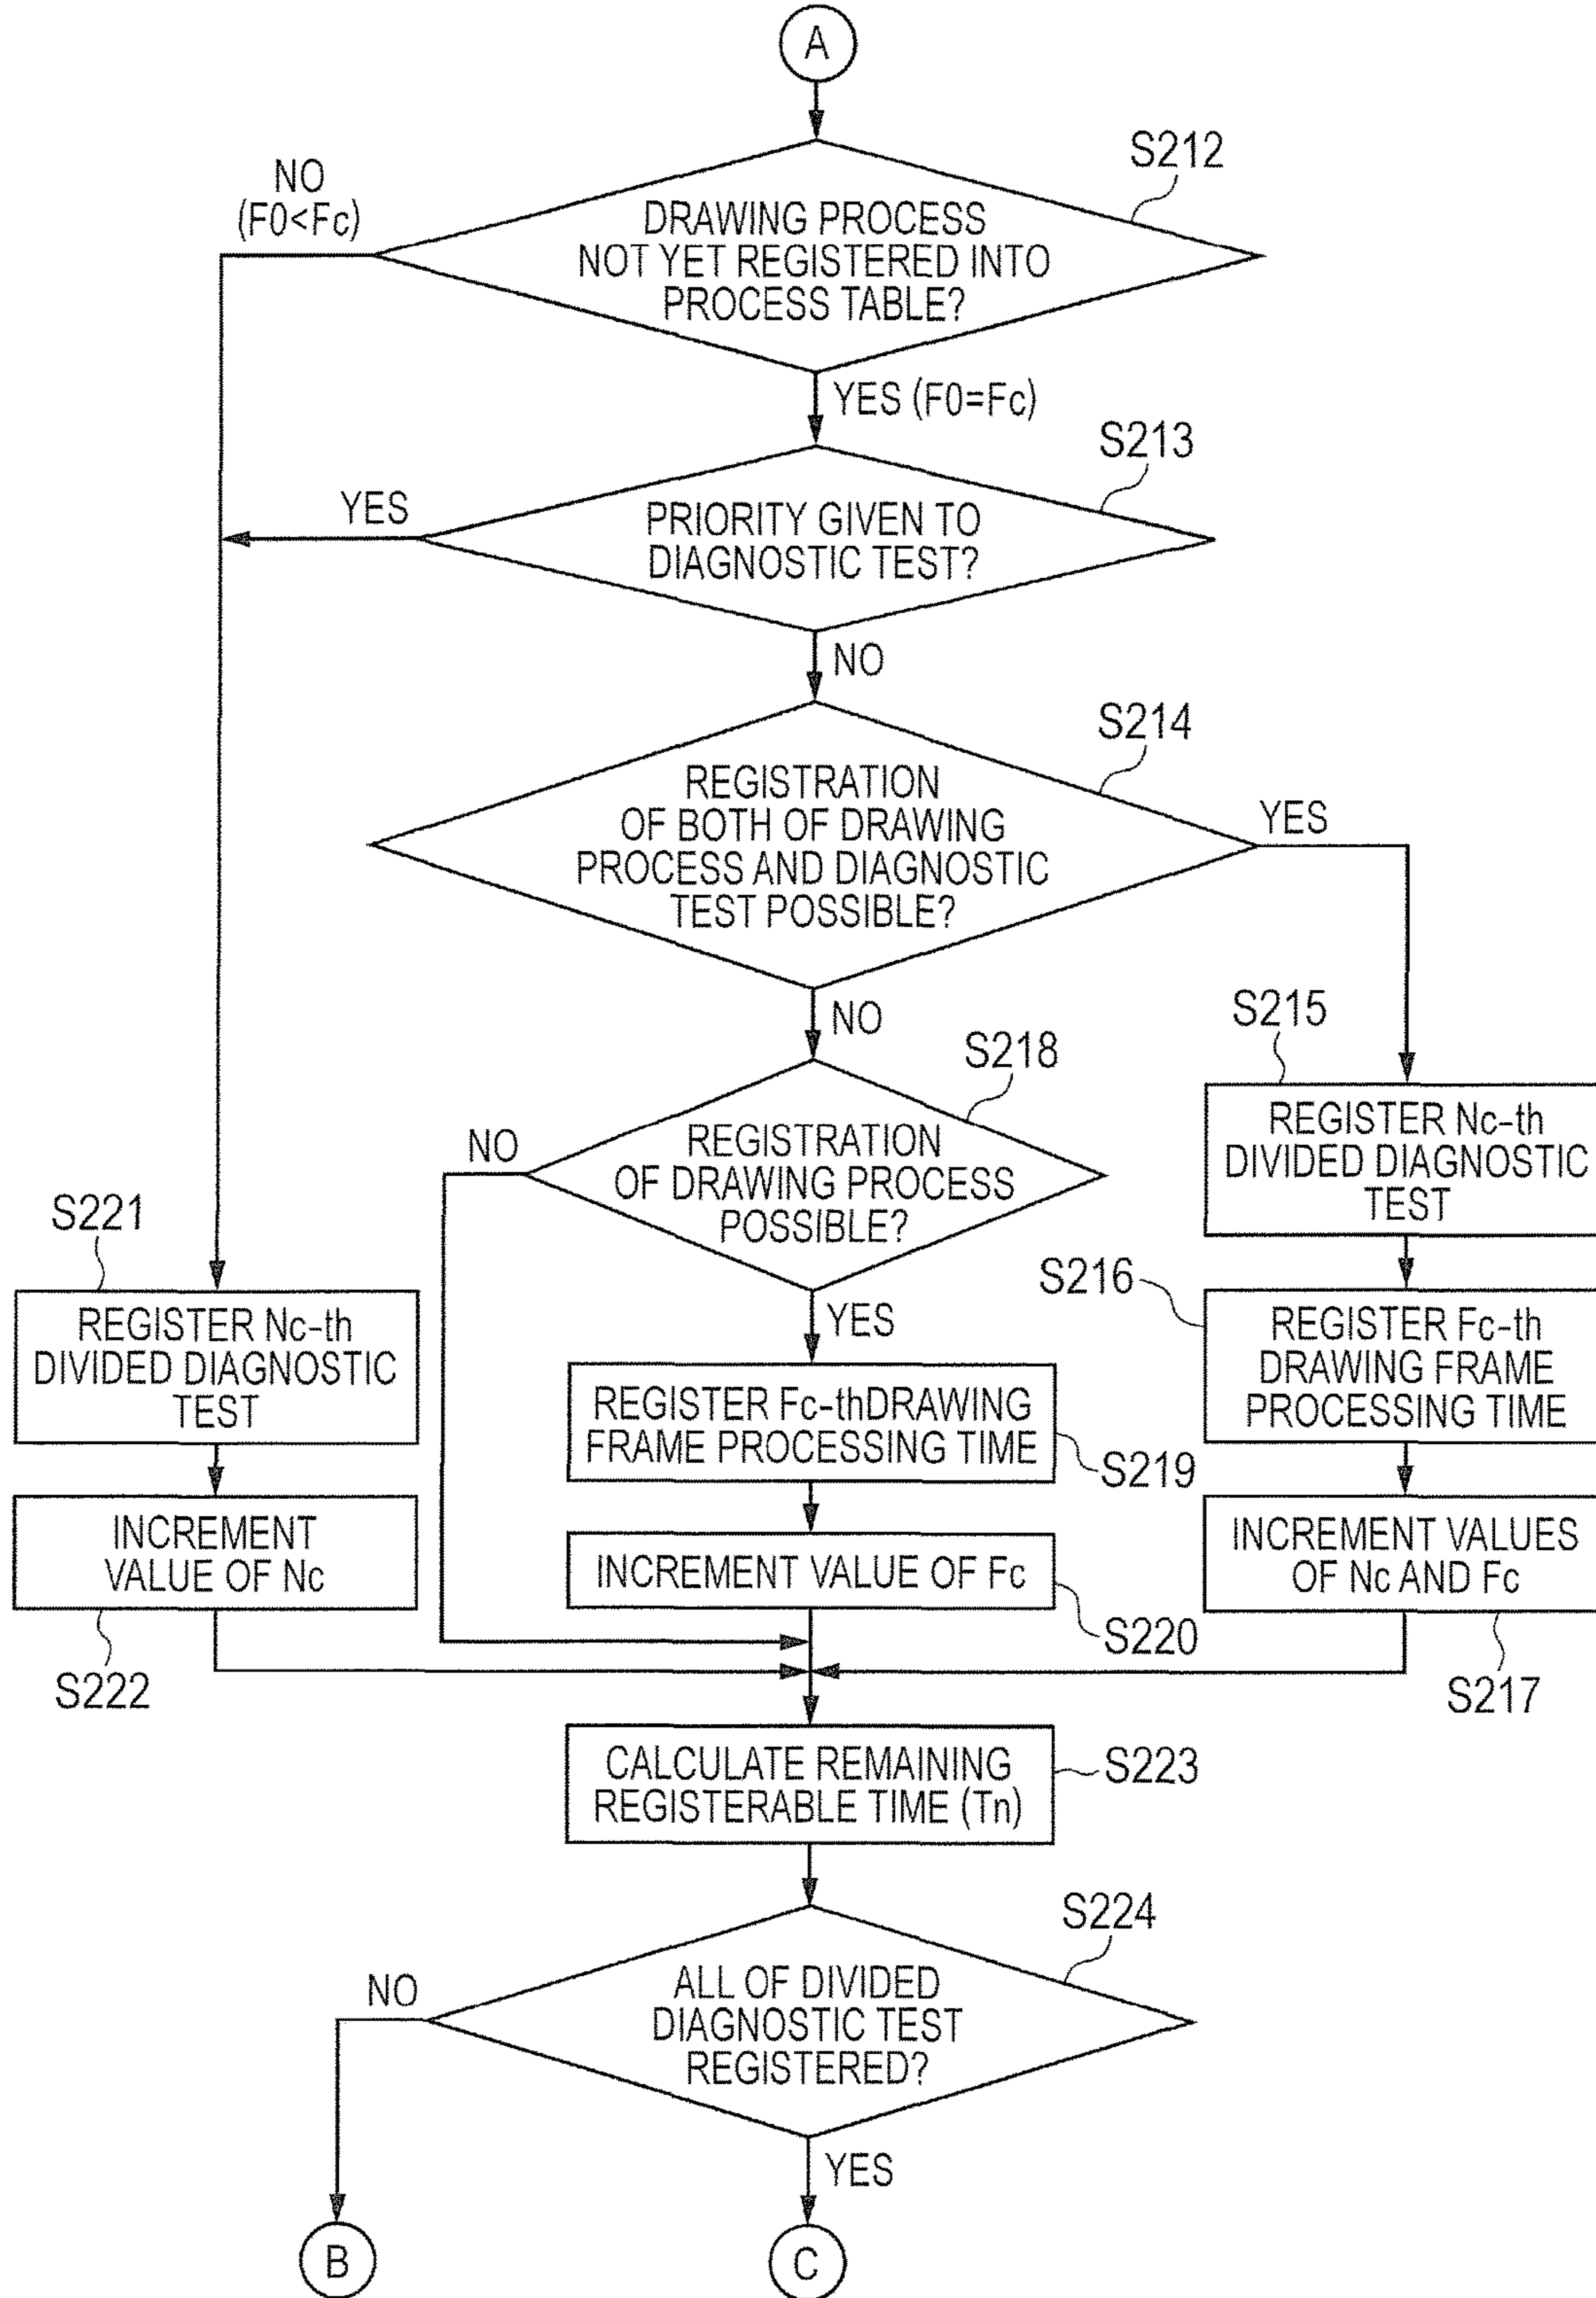 A
S212
NO
(F0<Fc)
DRAWING PROCESS
NOT YET REGISTERED INTO
PROCESS TABLE?
YES (F0=Fc)
S213
YES
PRIORITY GIVEN TO
DIAGNOSTIC TEST?
NO
S214
REGISTRATION
OF BOTH OF DRAWING
PROCESS AND DIAGNOSTIC
TEST POSSIBLE?
YES
NO
S218
NO
REGISTRATION
OF DRAWING PROCESS
POSSIBLE?
YES
S215
REGISTER Nc-th
DIVIDED DIAGNOSTIC
TEST
S216
REGISTER Fc-th
DRAWING FRAME
PROCESSING TIME
INCREMENT VALUES
OF Nc AND Fc
S217
S221
REGISTER Nc-th
DIVIDED DIAGNOSTIC
TEST
INCREMENT
VALUE OF Nc
S222
REGISTER Fc-thDRAWING
FRAME PROCESSING TIME
S219
INCREMENT VALUE OF Fc
S220
CALCULATE REMAINING
REGISTERABLE TIME (Tn)
S223
S224
NO
ALL OF DIVIDED
DIAGNOSTIC TEST
REGISTERED?
YES
B
C